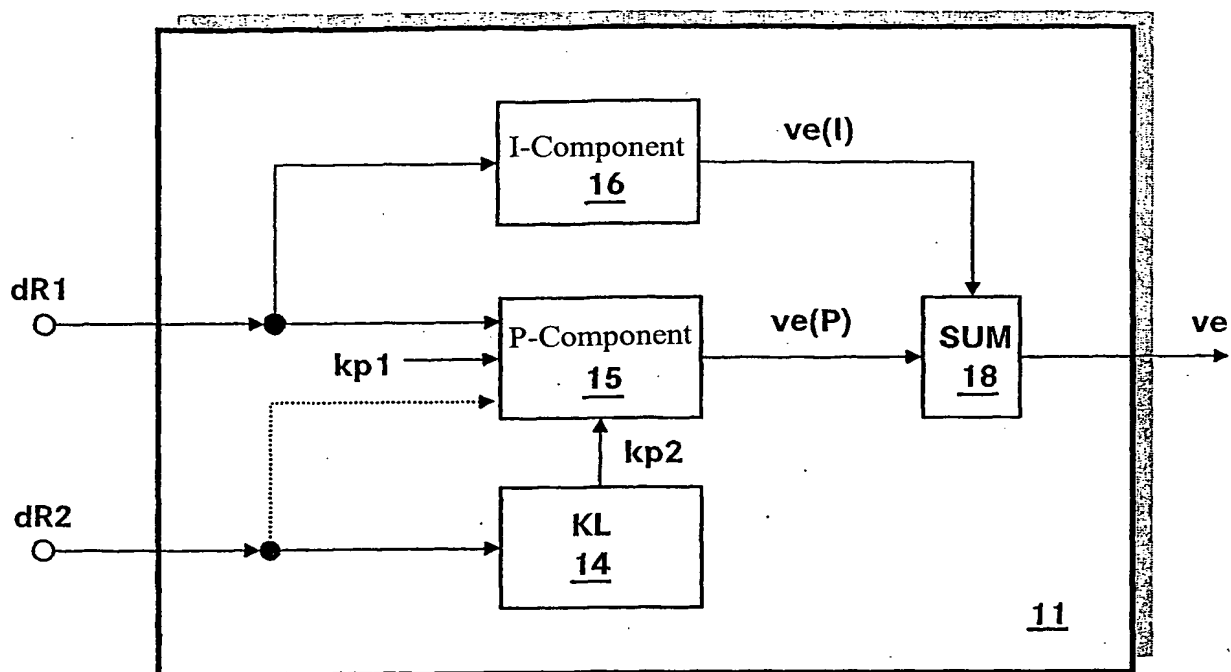 I-Component
16
ve(I)
dR1
P-Component
15
kp1
ve(P)
SUM
18
ve
kp2
dR2
KL
14
11